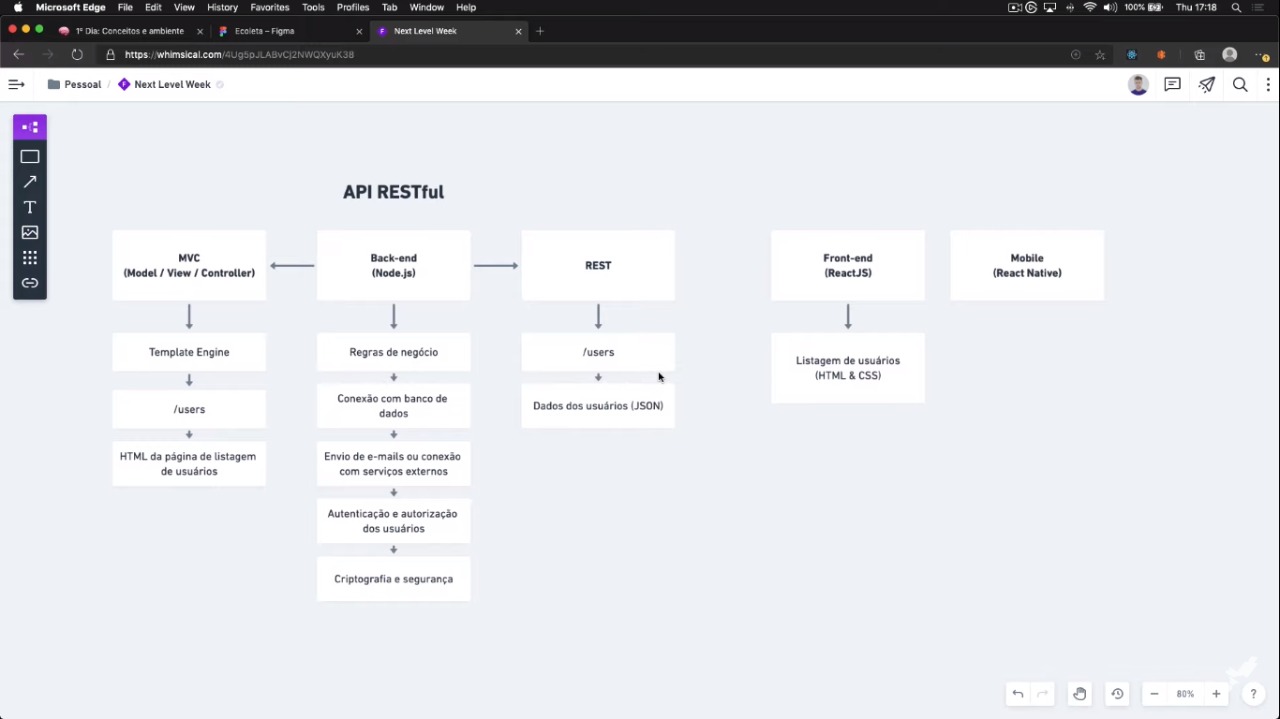 Microsoft Edge File Edit View History Favorites Tools Profiles Tab Window Help 100% Thu 17:18
1º Dia: Conceitos e ambiente
Ecoleta – Figma
Next Level Week
https://whimsical.com/4Ug5pJLABvCj2NWQXyuK38
Pessoal / Next Level Week
API RESTful
MVC
(Model / View / Controller)
Back-end
(Node.js)
REST
Front-end
(ReactJS)
Mobile
(React Native)
Template Engine
Regras de negócio
/users
Listagem de usuários
(HTML & CSS)
/users
Conexão com banco de
dados
Dados dos usuários (JSON)
HTML da página de listagem
de usuários
Envio de e-mails ou conexão
com serviços externos
Autenticação e autorização
dos usuários
Criptografia e segurança
80%